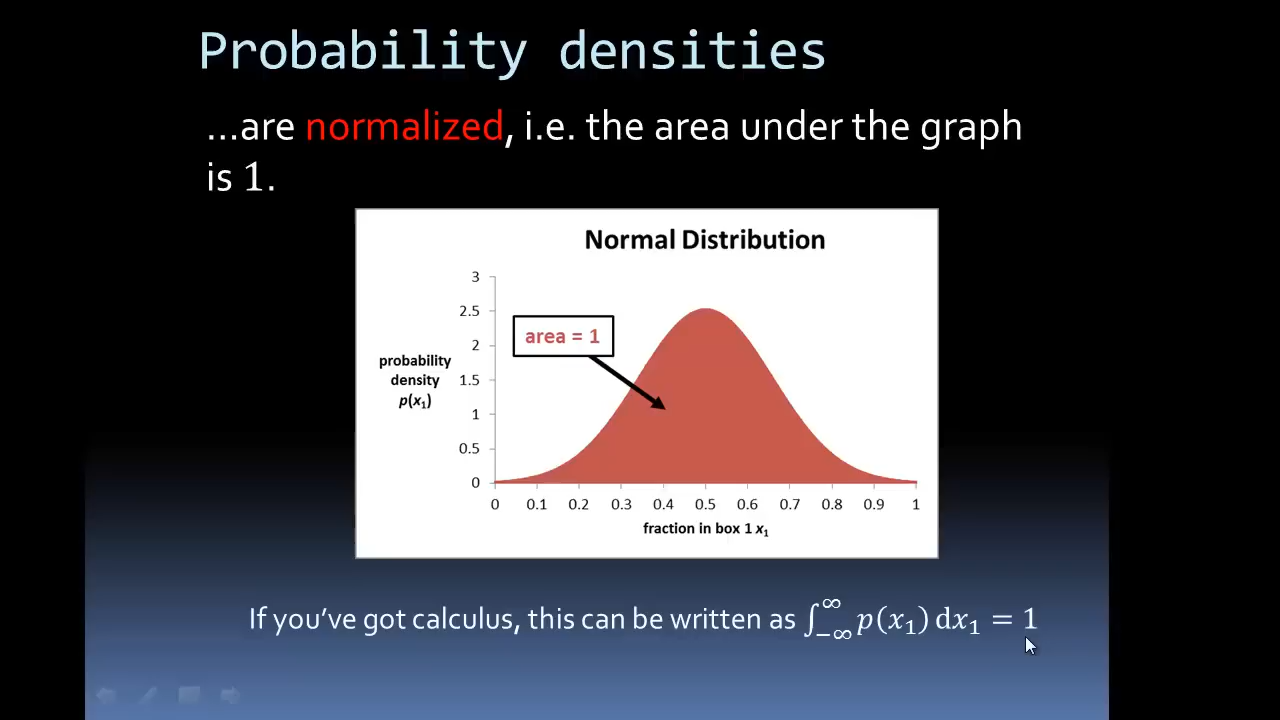 Probability densities
…are normalized, i.e. the area under the graph
is 1.
Normal Distribution
3
2.5
area = 1
2
probability
density
p(x₁)
1.5
1
0.5
0
0 0.1 0.2 0.3 0.4 0.5 0.6 0.7 0.8 0.9 1
fraction in box 1 x₁
If you’ve got calculus, this can be written as ∫₋∞^∞ p(x₁) dx₁ = 1